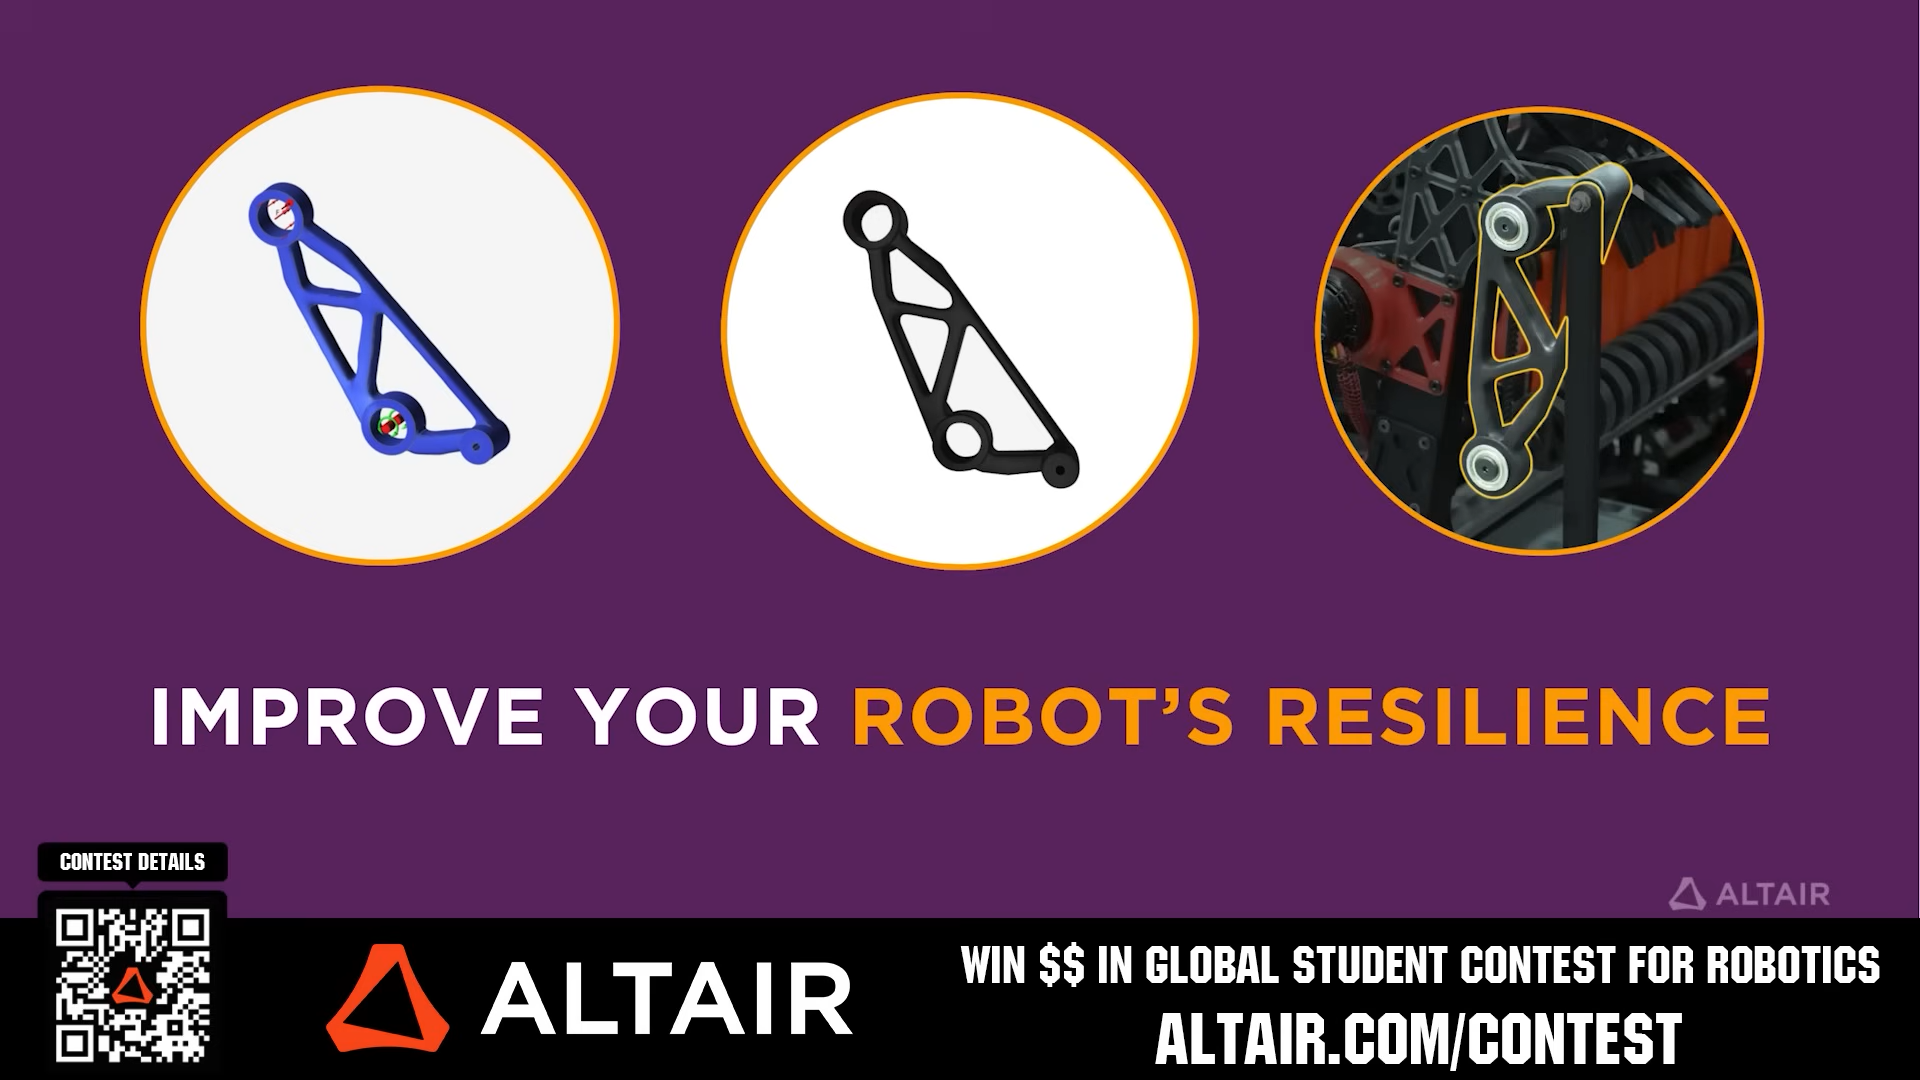 IMPROVE YOUR ROBOT'S RESILIENCE
CONTEST DETAILS
ALTAIR
ALTAIR
WIN $$ IN GLOBAL STUDENT CONTEST FOR ROBOTICS
ALTAIR.COM/CONTEST